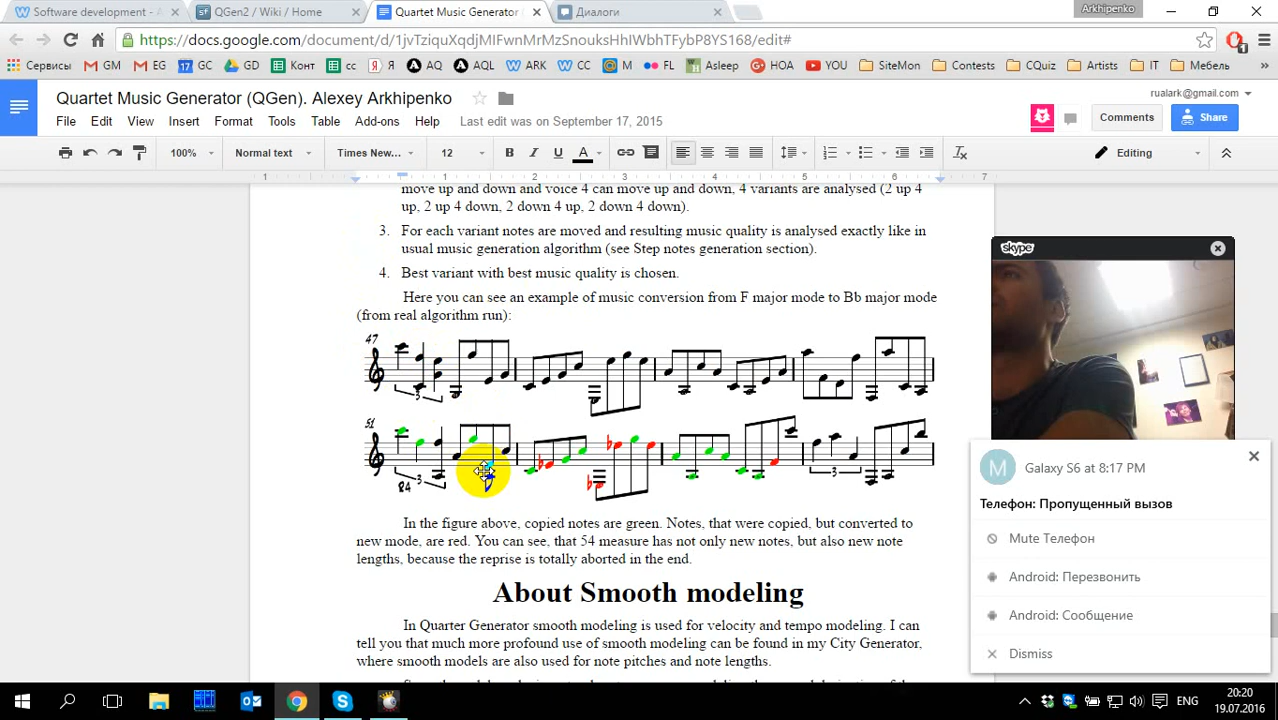 Software development - A
QGen2 / Wiki / Home
Quartet Music Generator
Диалоги
Arkhipenko
https://docs.google.com/document/d/1jvTziquXqdjMIFwnMrMzSnouksHhIWbhTFybP8YS168/edit#
Сервисы GM EG GC GD Конт cc Я AQ AQL ARK CC M FL Asleep HOA YOU SiteMon Contests CQuiz Artists IT Мебель »
Quartet Music Generator (QGen). Alexey Arkhipenko
rualark@gmail.com
File Edit View Insert Format Tools Table Add-ons Help Last edit was on September 17, 2015
Comments
Share
100% Normal text Times New... 12 B I U A Editing
1 1 2 3 4 5 6 7
move up and down and voice 4 can move up and down, 4 variants are analysed (2 up 4
up, 2 up 4 down, 2 down 4 up, 2 down 4 down).
3. For each variant notes are moved and resulting music quality is analysed exactly like in
usual music generation algorithm (see Step notes generation section).
4. Best variant with best music quality is chosen.
Here you can see an example of music conversion from F major mode to Bb major mode
(from real algorithm run):
47
3
51
3
84
3
In the figure above, copied notes are green. Notes, that were copied, but converted to
new mode, are red. You can see, that 54 measure has not only new notes, but also new note
lengths, because the reprise is totally aborted in the end.
About Smooth modeling
In Quarter Generator smooth modeling is used for velocity and tempo modeling. I can
tell you that much more profound use of smooth modeling can be found in my City Generator,
where smooth models are also used for note pitches and note lengths.
skype
M
Galaxy S6 at 8:17 PM
Телефон: Пропущенный вызов
Mute Телефон
Android: Перезвонить
Android: Сообщение
Dismiss
ENG
20:20
19.07.2016